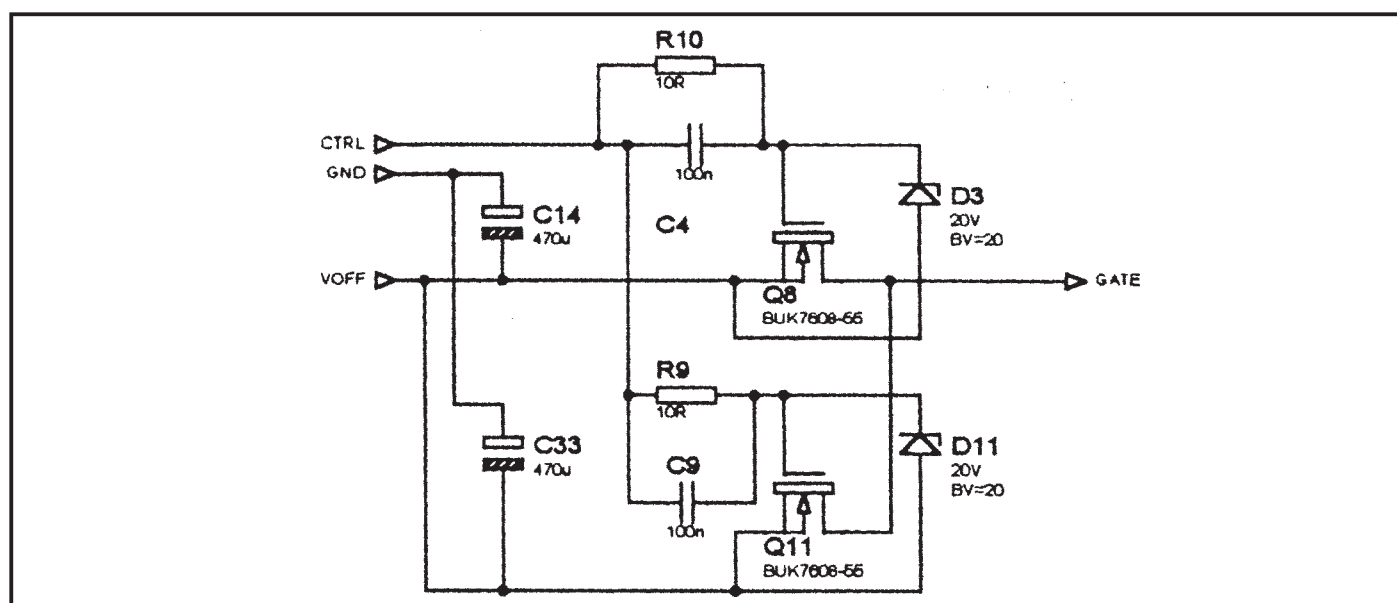 R10
10R
CTRL
100n
GND
C14
470u
C4
D3
20V
BV=20
VOFF
GATE
Q8
BUK7608-55
R9
10R
C33
470u
C9
100n
D11
20V
BV=20
Q11
BUK7608-55